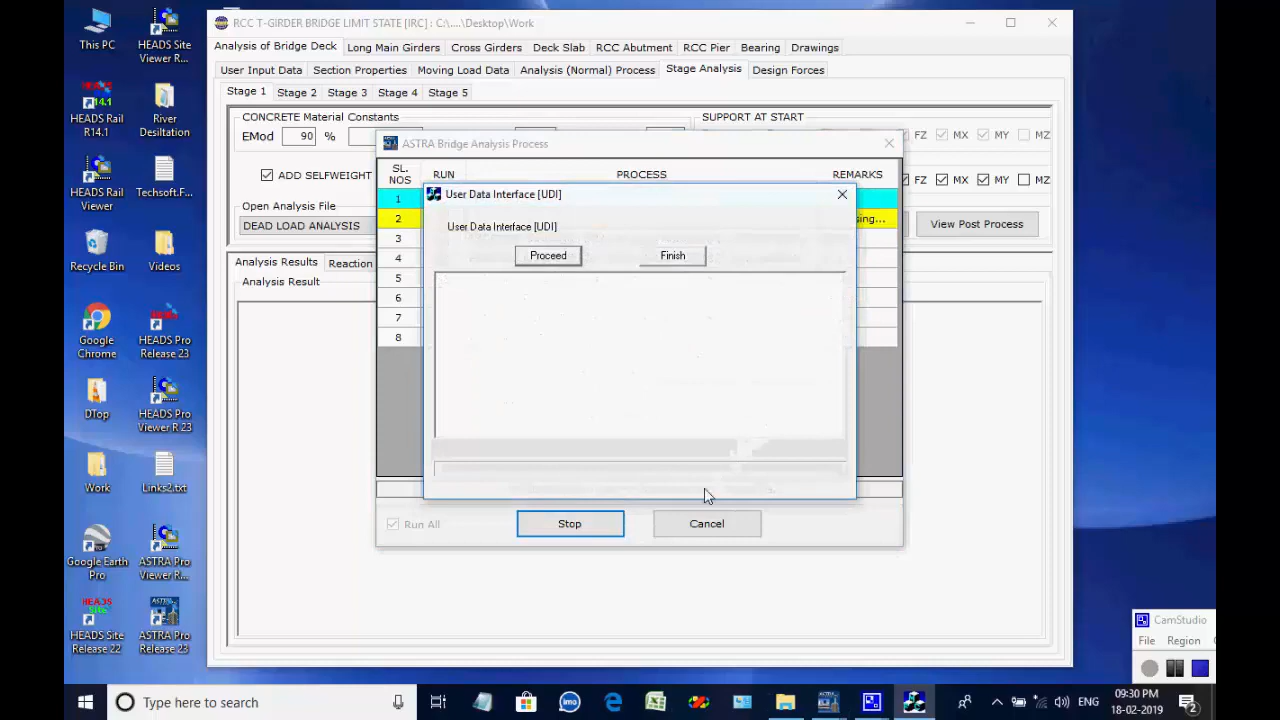 This PC
HEADS Site
Viewer R...
HEADS Rail
R14.1
River
Desiltation
HEADS Rail
Viewer
Techsoft.F...
Recycle Bin
Videos
Google
Chrome
HEADS Pro
Release 23
DTop
HEADS Pro
Viewer R 23
Work
Links2.txt
Google Earth
Pro
ASTRA Pro
Viewer R...
HEADS Site
Release 22
ASTRA Pro
Release 23
RCC T-GIRDER BRIDGE LIMIT STATE [IRC] : C:\....\Desktop\Work
Analysis of Bridge Deck Long Main Girders Cross Girders Deck Slab RCC Abutment RCC Pier Bearing Drawings
User Input Data Section Properties Moving Load Data Analysis (Normal) Process Stage Analysis Design Forces
Stage 1 Stage 2 Stage 3 Stage 4 Stage 5
CONCRETE Material Constants
SUPPORT AT START
EMod 90 %
FZ MX MY MZ
ADD SELFWEIGHT
FZ MX MY MZ
Open Analysis File
DEAD LOAD ANALYSIS
View Post Process
Analysis Results Reaction
Analysis Result
ASTRA Bridge Analysis Process
SL. NOS RUN PROCESS REMARKS
1
2
3
4
5
6
7
8
User Data Interface [UDI]
User Data Interface [UDI]
Proceed Finish
Run All Stop Cancel
CamStudio
File Region
Type here to search
ENG
09:30 PM
18-02-2019
2